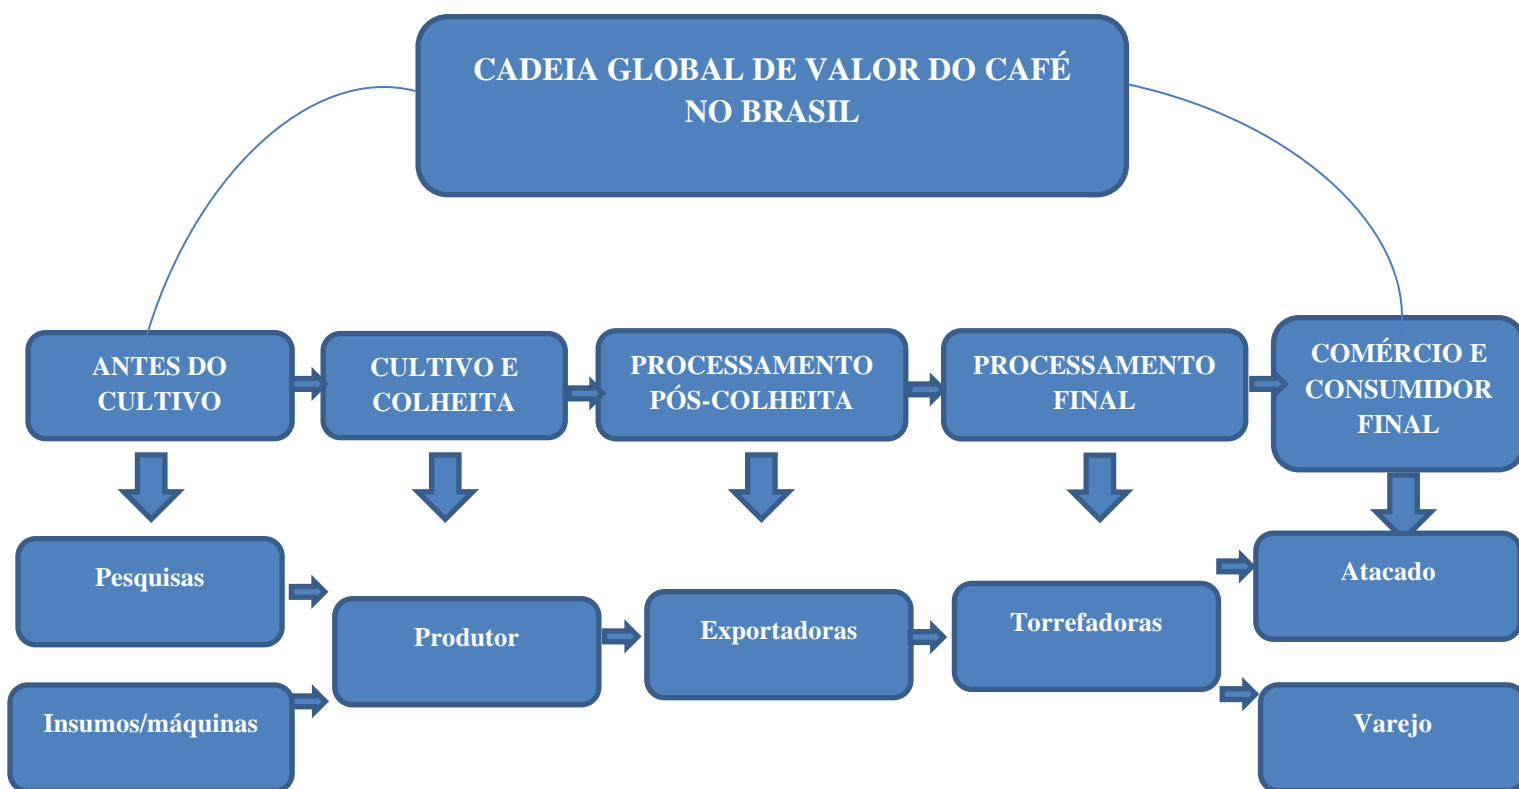 CADEIA GLOBAL DE VALOR DO CAFÉ
NO BRASIL
ANTES DO
CULTIVO
CULTIVO E
COLHEITA
PROCESSAMENTO
PÓS-COLHEITA
PROCESSAMENTO
FINAL
COMÉRCIO E
CONSUMIDOR
FINAL
Pesquisas
Insumos/máquinas
Produtor
Exportadoras
Torrefadoras
Atacado
Varejo